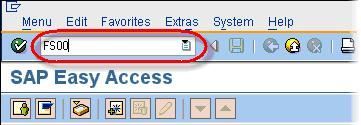 Menu Edit Favorites Extras System Help
FS00
SAP Easy Access